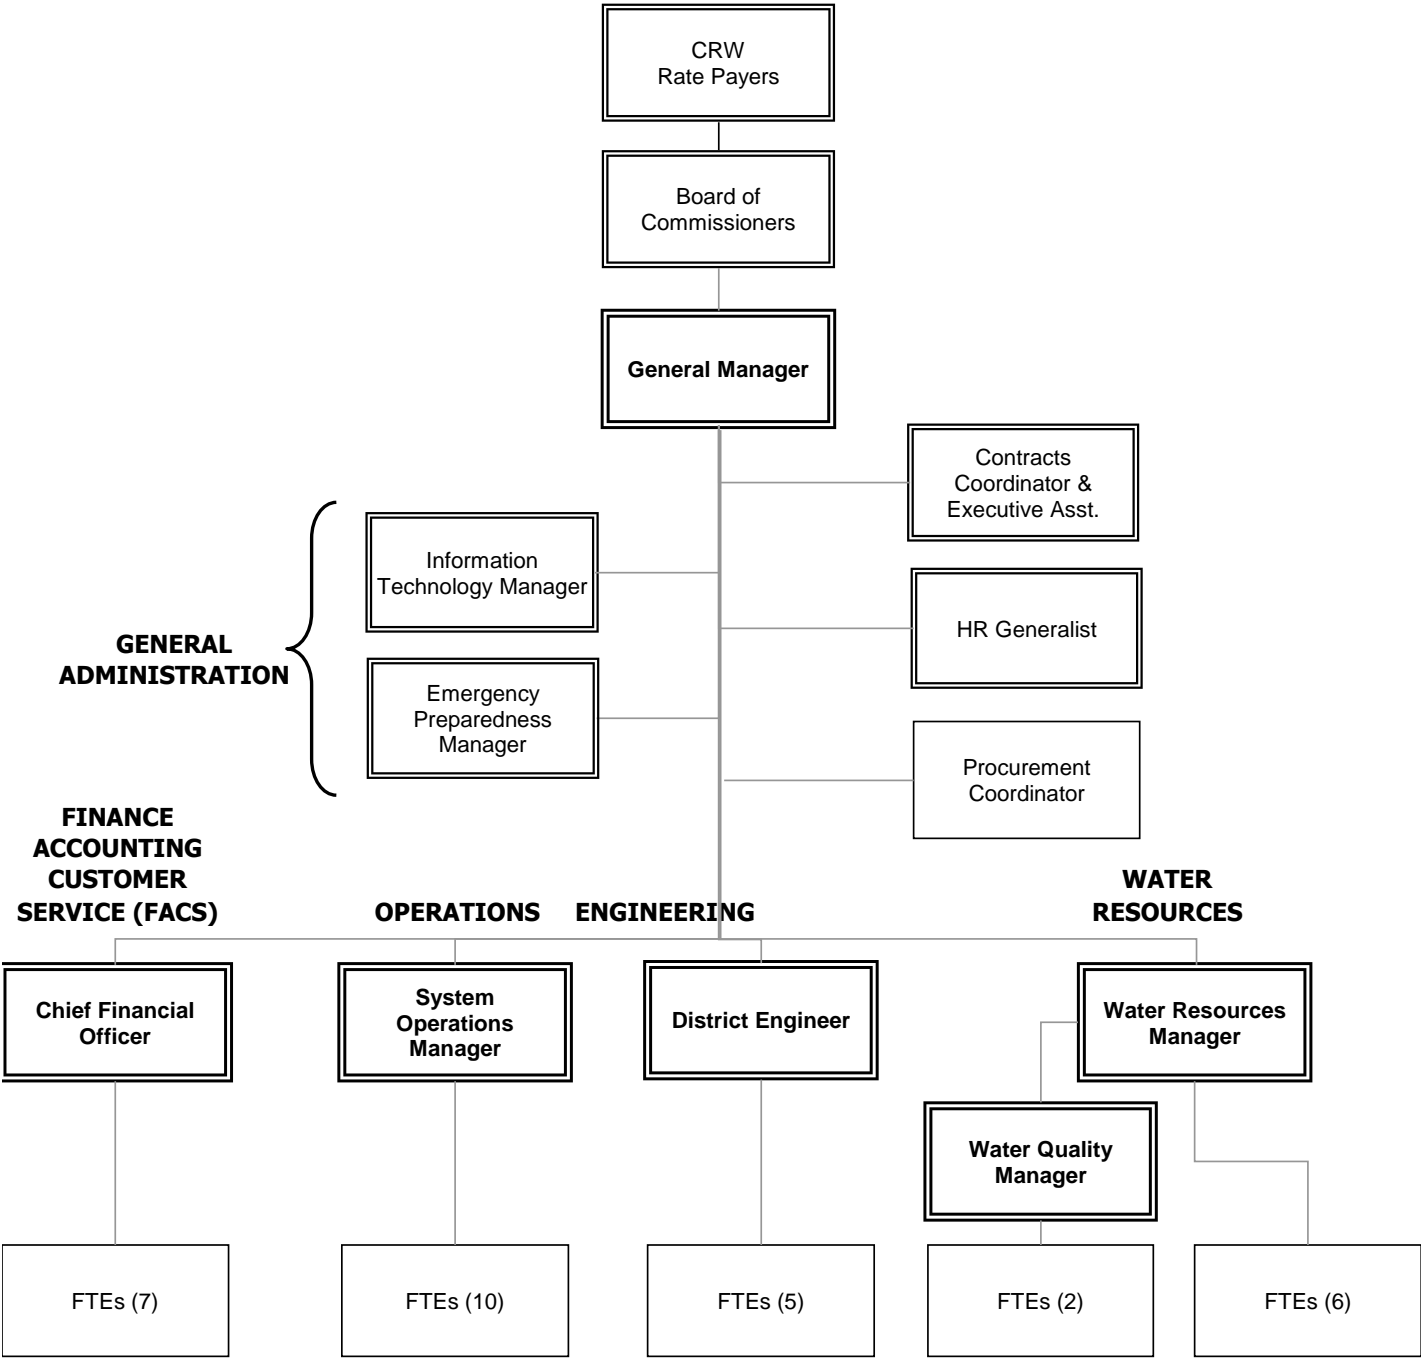 CRW
Rate Payers
Board of
Commissioners
General Manager
Contracts
Coordinator &
Executive Asst.
Information
Technology Manager
HR Generalist
GENERAL
ADMINISTRATION
Emergency
Preparedness
Manager
Procurement
Coordinator
FINANCE
ACCOUNTING
CUSTOMER
SERVICE (FACS)
OPERATIONS
ENGINEERING
WATER
RESOURCES
Chief Financial
Officer
System
Operations
Manager
District Engineer
Water Resources
Manager
Water Quality
Manager
FTEs (7)
FTEs (10)
FTEs (5)
FTEs (2)
FTEs (6)